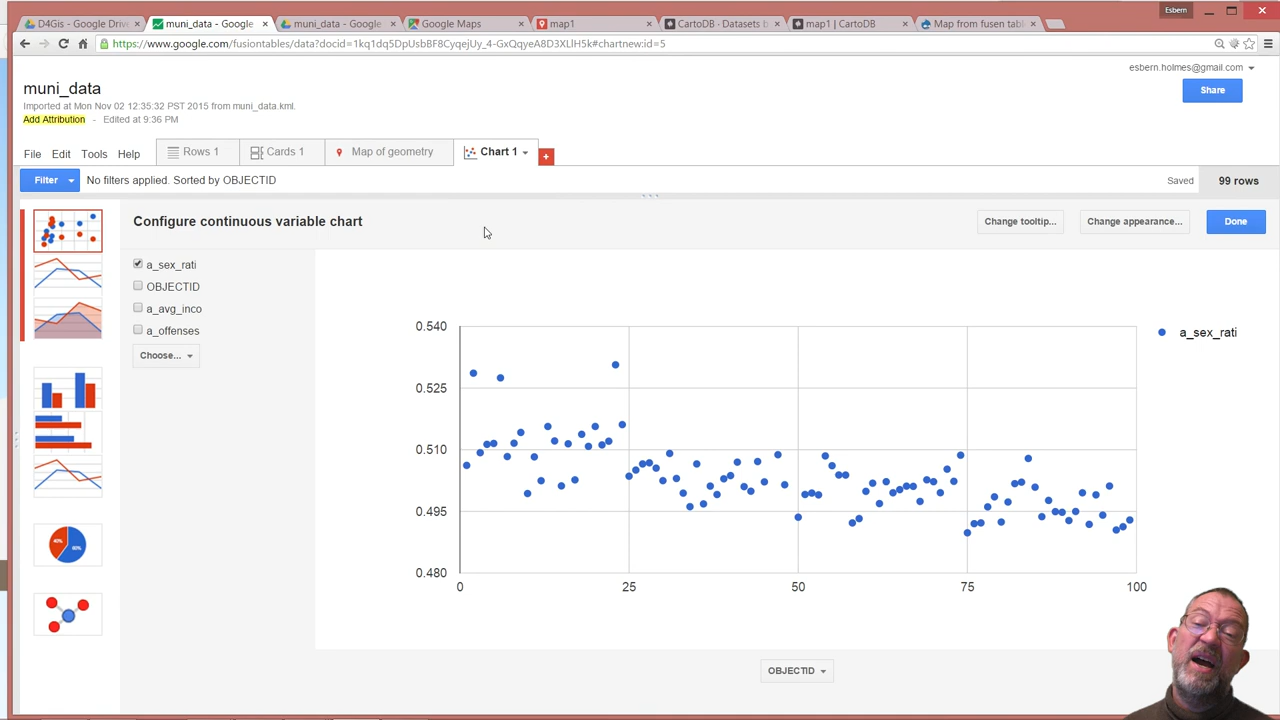 Esbern
D4Gis - Google Drive
muni_data - Google
muni_data - Google
Google Maps
map1
CartoDB - Datasets b
map1 | CartoDB
Map from fusen tabl
https://www.google.com/fusiontables/data?docid=1kq1dq5DpUsbBF8CyqejUy_4-GxQqyeA8D3XLlH5k#chartnew:id=5
esbern.holmes@gmail.com
muni_data
Share
Imported at Mon Nov 02 12:35:32 PST 2015 from muni_data.kml.
Add Attribution - Edited at 9:36 PM
File Edit Tools Help
Rows 1
Cards 1
Map of geometry
Chart 1
+
Filter
No filters applied. Sorted by OBJECTID
Saved
99 rows
Configure continuous variable chart
Change tooltip...
Change appearance...
Done
a_sex_rati
OBJECTID
a_avg_inco
a_offenses
Choose...
0.540
0.525
0.510
0.495
0.480
0 25 50 75 100
a_sex_rati
OBJECTID
40%
60%